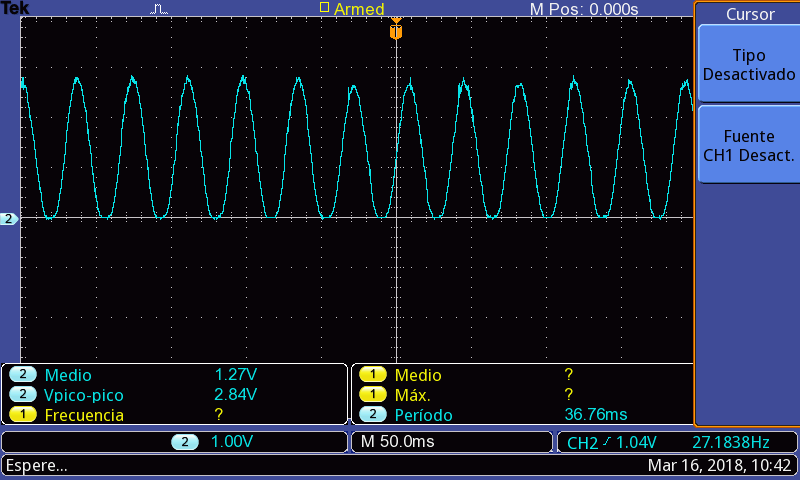 Tek Armed M Pos: 0.000s
Cursor
Tipo
Desactivado
Fuente
CH1 Desact.
T
2
2 Medio 1.27V
2 Vpico-pico 2.84V
1 Frecuencia ?
1 Medio ?
1 Máx. ?
2 Período 36.76ms
2 1.00V M 50.0ms CH2 1.04V 27.1838Hz
Espere... Mar 16, 2018, 10:42